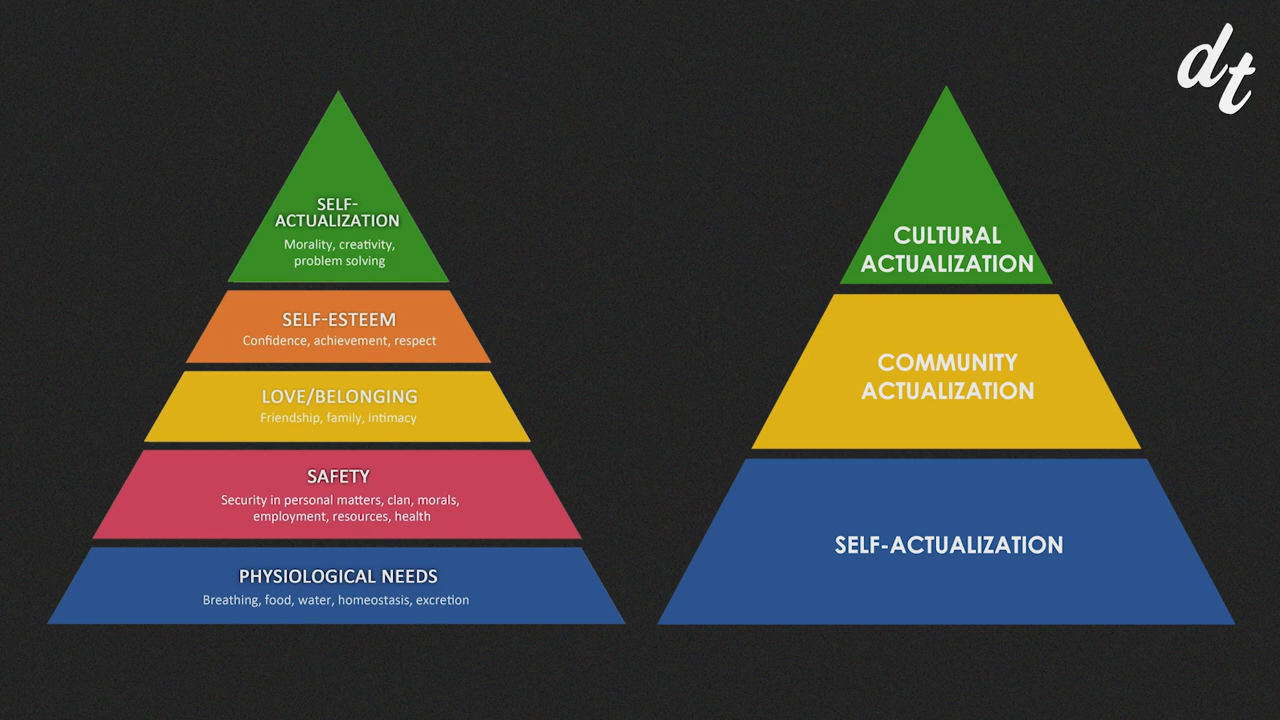 dt
SELF-
ACTUALIZATION
Morality, creativity,
problem solving
SELF-ESTEEM
Confidence, achievement, respect
LOVE/BELONGING
Friendship, family, intimacy
SAFETY
Security in personal matters, clan, morals,
employment, resources, health
PHYSIOLOGICAL NEEDS
Breathing, food, water, homeostasis, excretion
CULTURAL
ACTUALIZATION
COMMUNITY
ACTUALIZATION
SELF-ACTUALIZATION